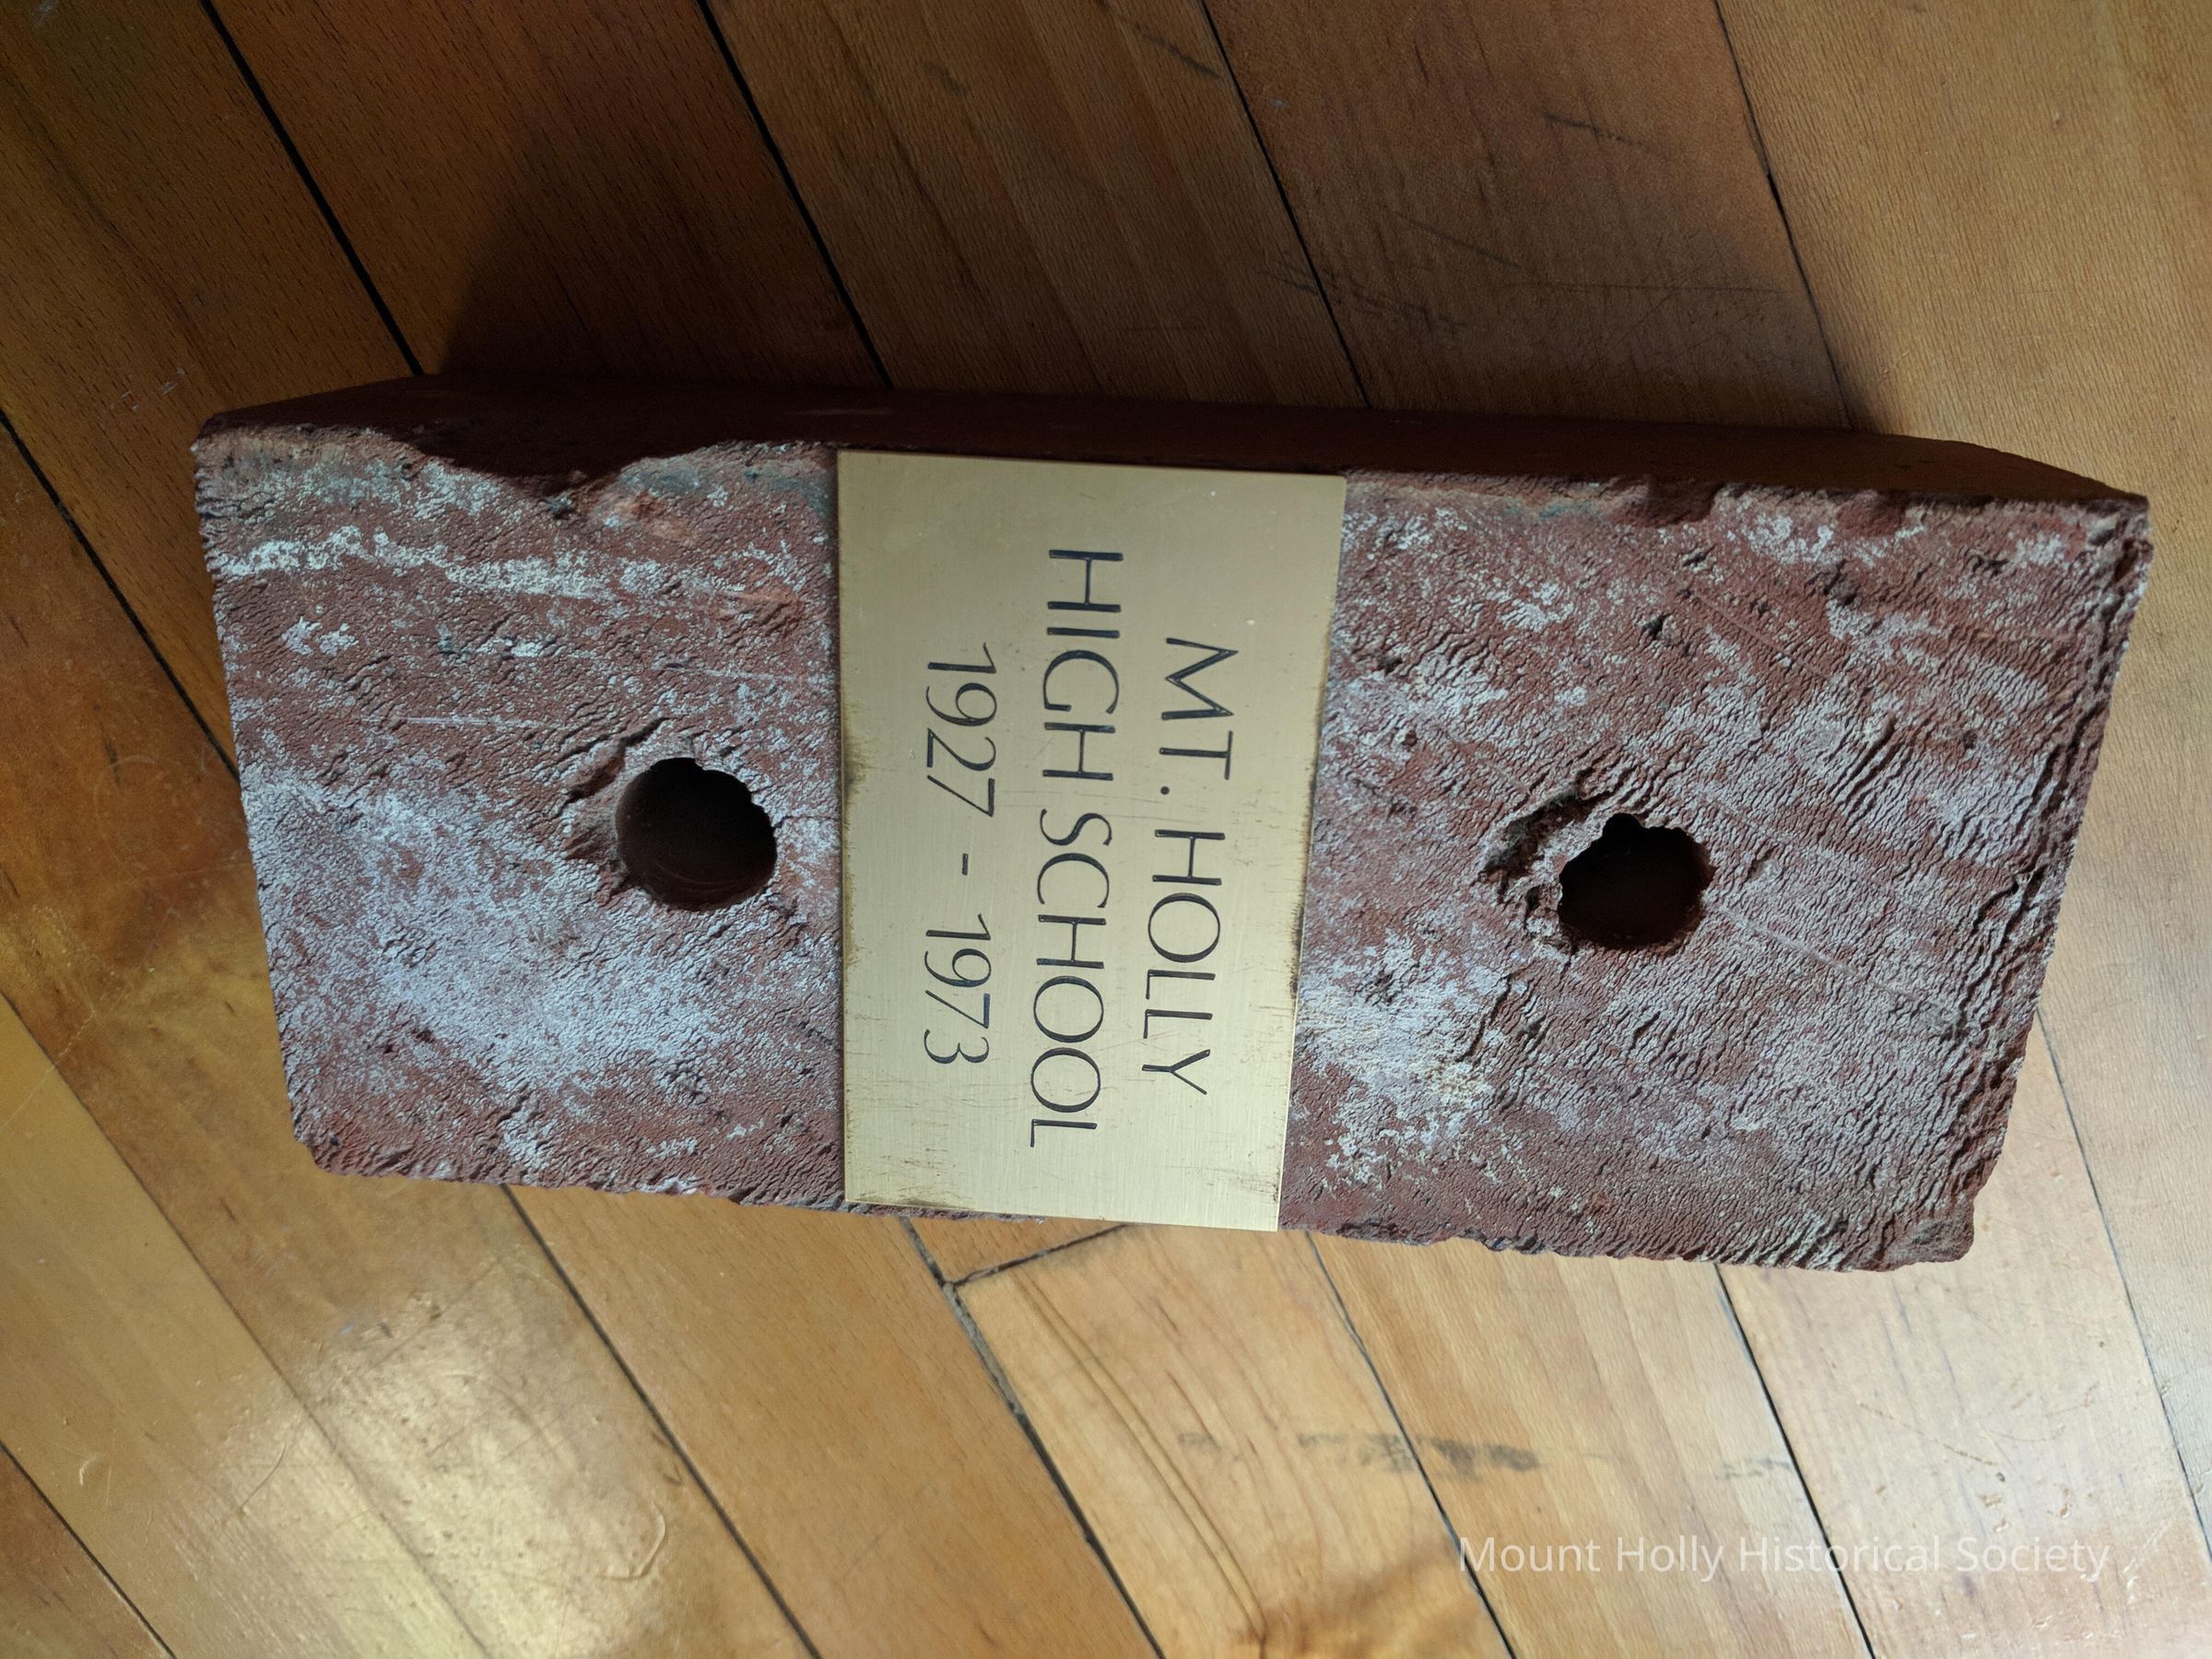 MT. HOLLY
HIGH SCHOOL
1927 - 1973
Mount Holly Historical Society